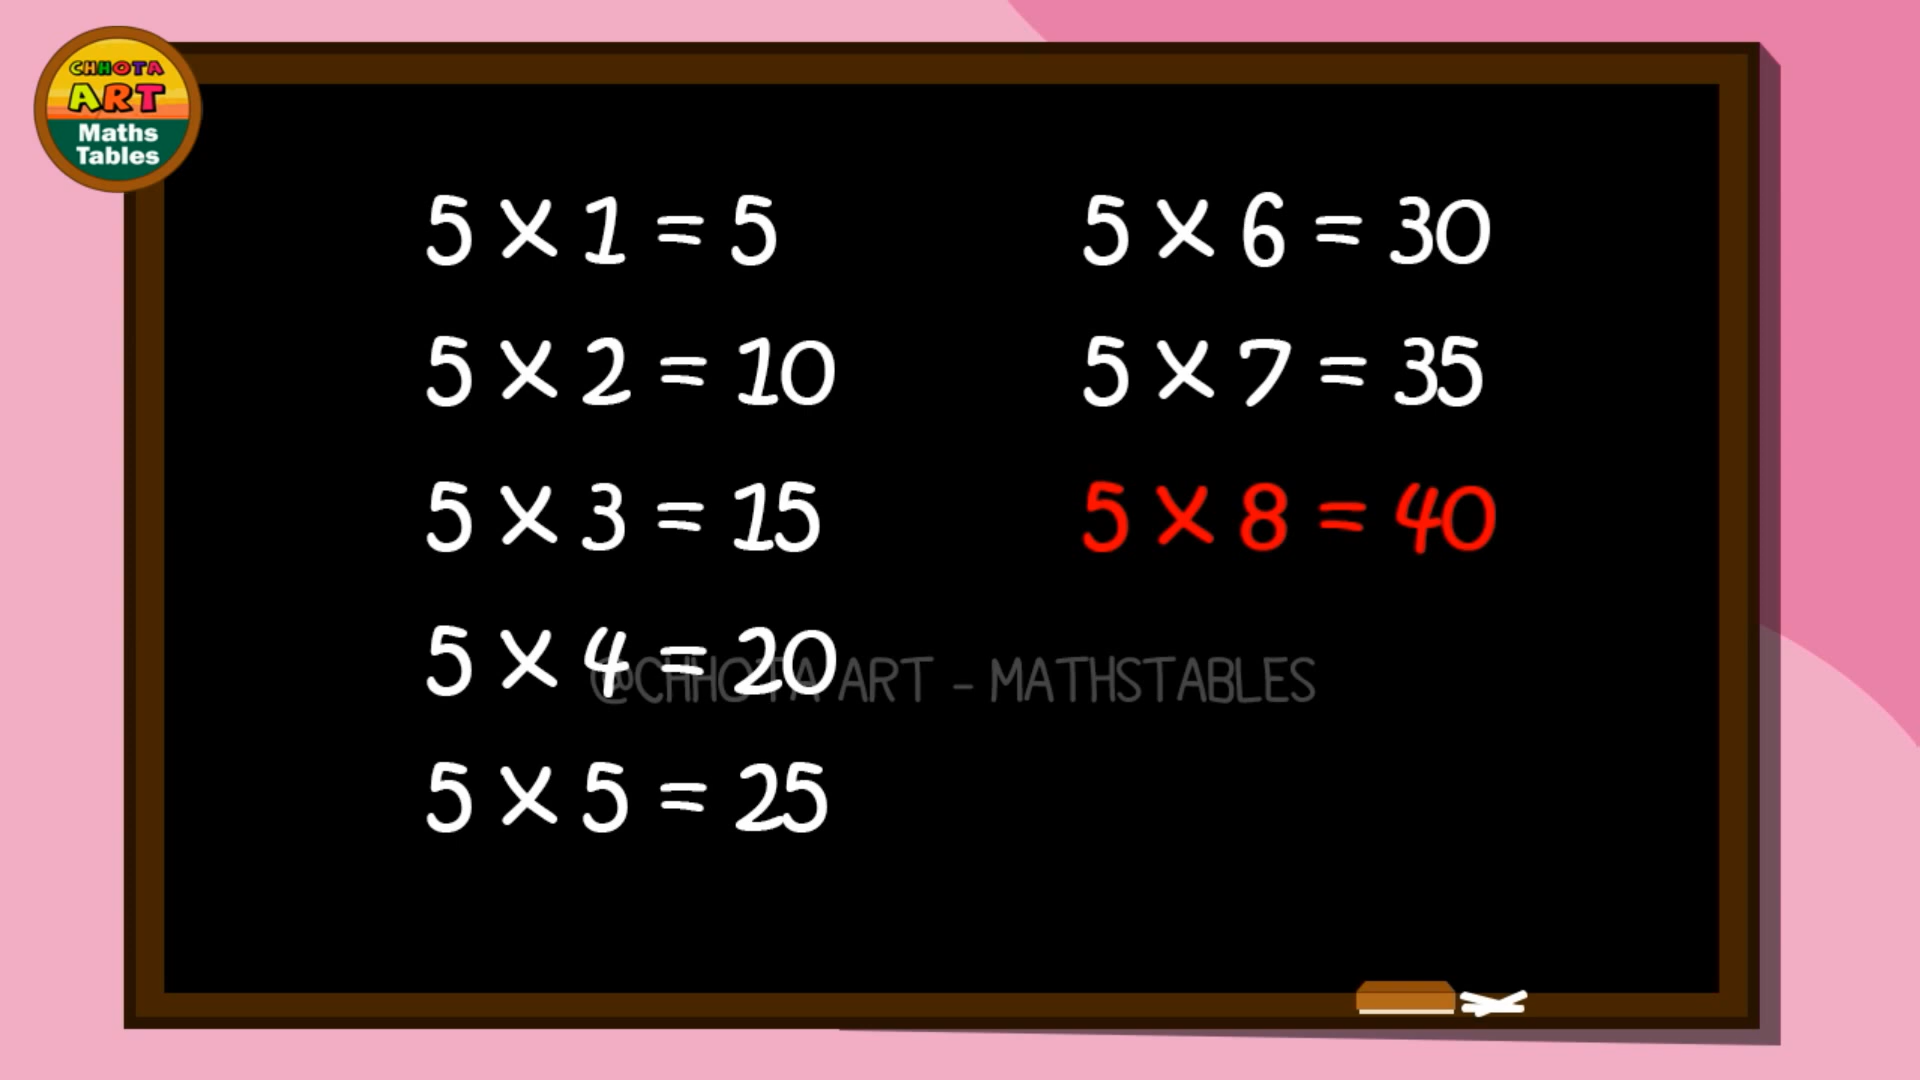 CHHOTA
ART
Maths
Tables
5 × 1 = 5
5 × 2 = 10
5 × 3 = 15
5 × 4 = 20
5 × 5 = 25
5 × 6 = 30
5 × 7 = 35
5 × 8 = 40
@CHHOTA ART - MATHSTABLES